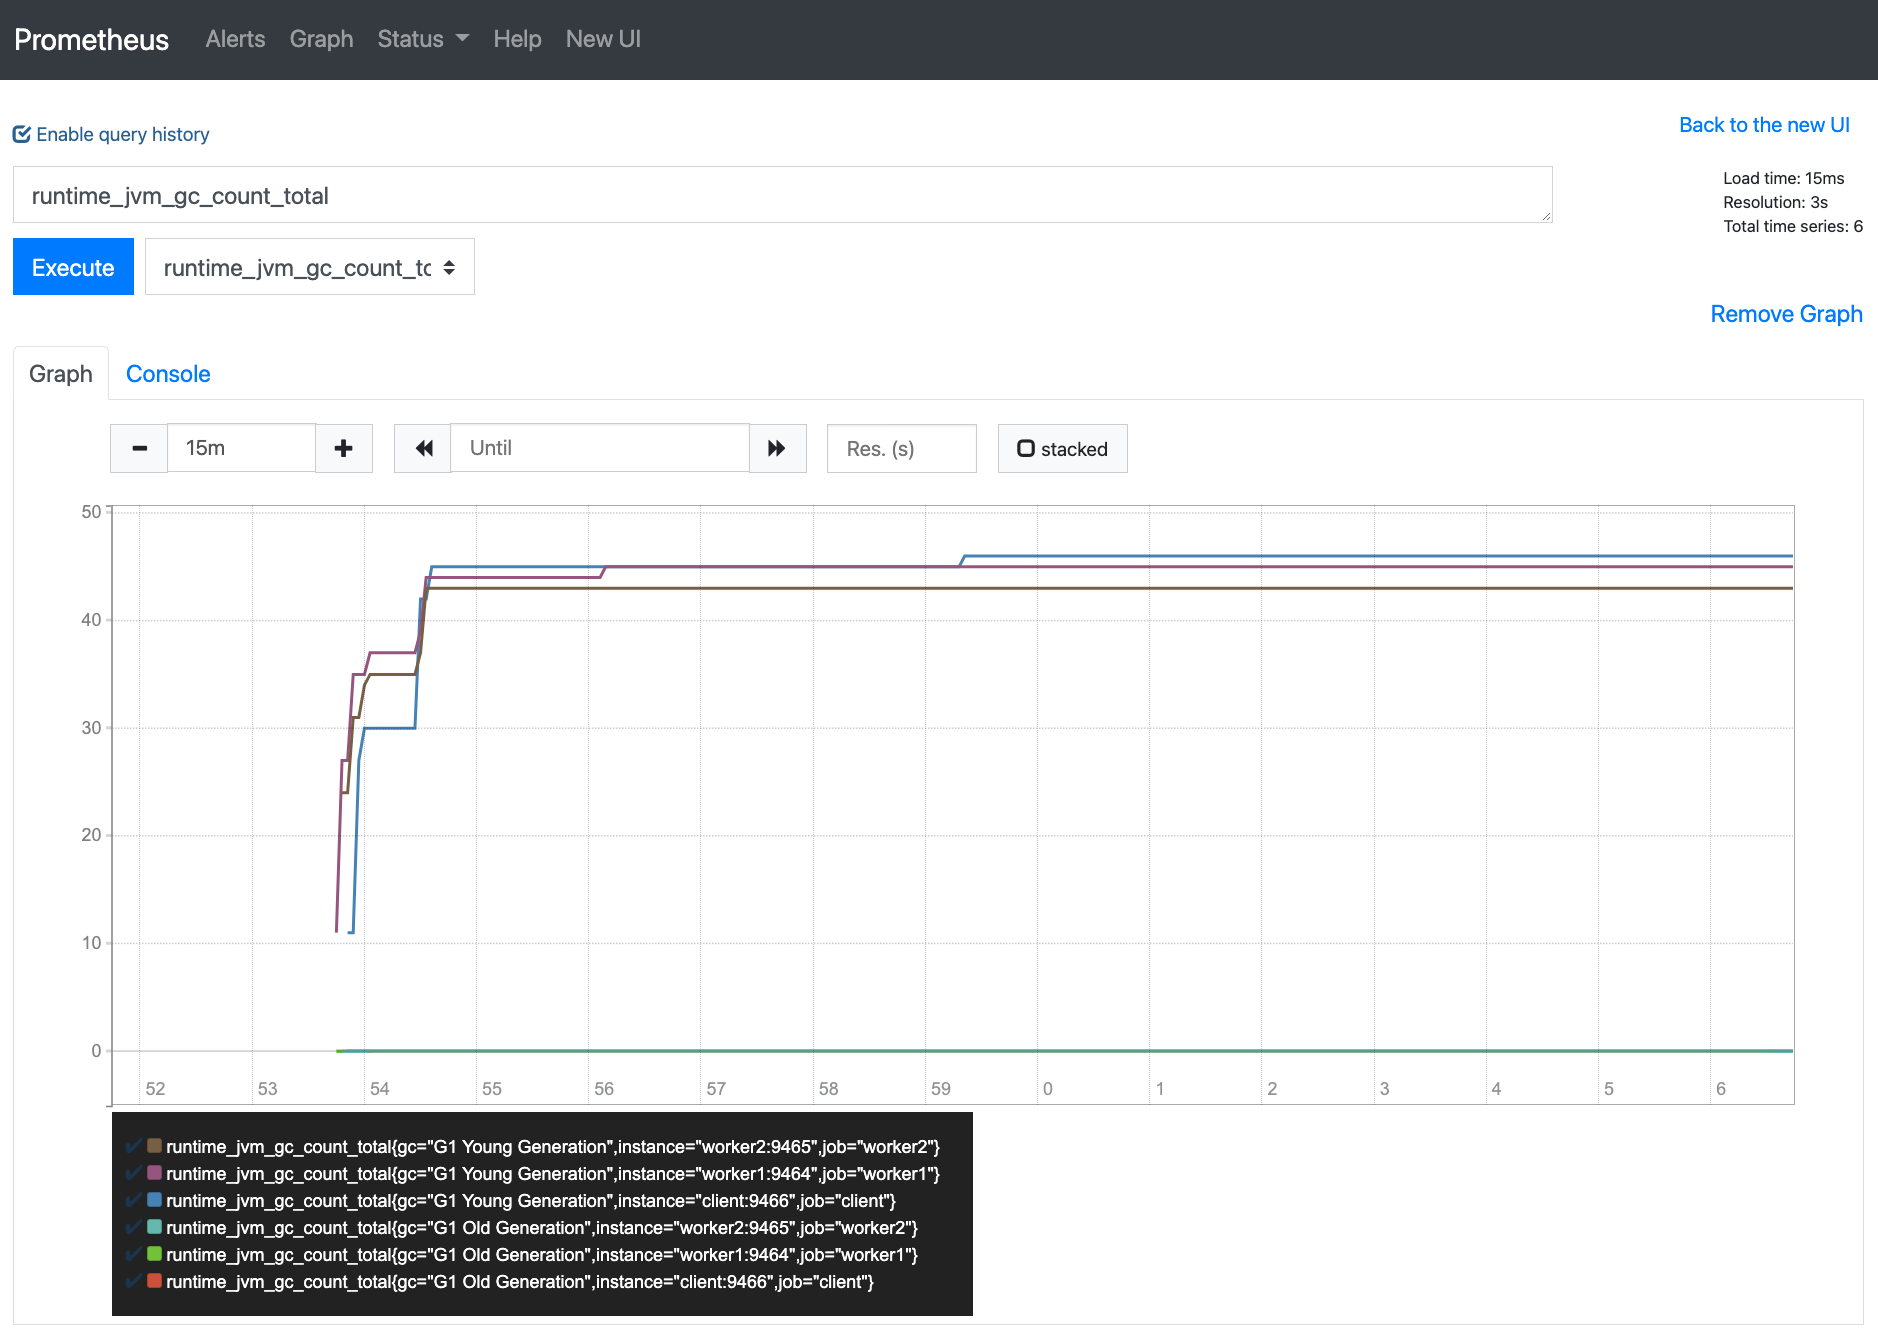 Prometheus Alerts Graph Status Help New UI
Enable query history
Back to the new UI
runtime_jvm_gc_count_total
Load time: 15ms
Resolution: 3s
Total time series: 6
Execute runtime_jvm_gc_count_tc
Remove Graph
Graph Console
15m Until Res. (s) stacked
50
40
30
20
10
0
52 53 54 55 56 57 58 59 0 1 2 3 4 5 6
runtime_jvm_gc_count_total{gc="G1 Young Generation",instance="worker2:9465",job="worker2"}
runtime_jvm_gc_count_total{gc="G1 Young Generation",instance="worker1:9464",job="worker1"}
runtime_jvm_gc_count_total{gc="G1 Young Generation",instance="client:9466",job="client"}
runtime_jvm_gc_count_total{gc="G1 Old Generation",instance="worker2:9465",job="worker2"}
runtime_jvm_gc_count_total{gc="G1 Old Generation",instance="worker1:9464",job="worker1"}
runtime_jvm_gc_count_total{gc="G1 Old Generation",instance="client:9466",job="client"}